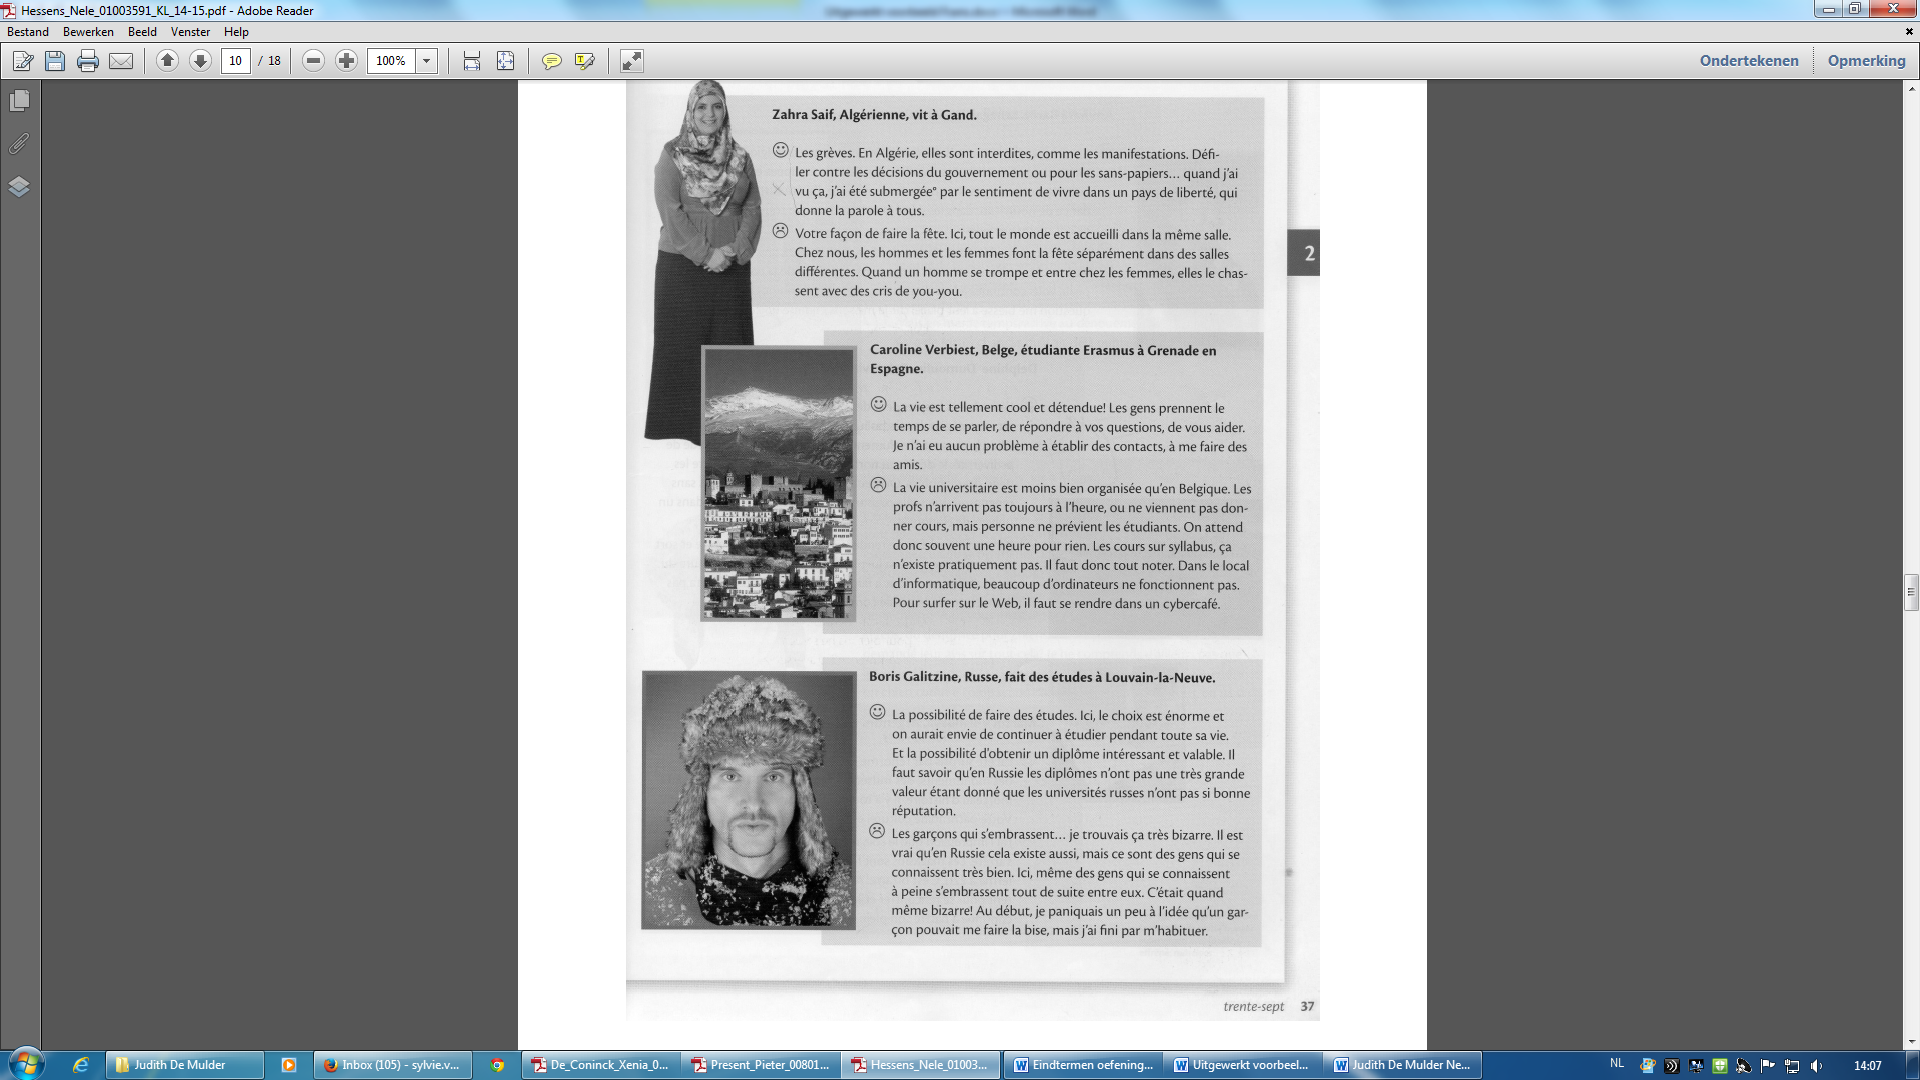 Hessens_Nele_01003591_KL_14-15.pdf - Adobe Reader
Bestand Bewerken Beeld Venster Help
10 / 18 100% Ondertekenen Opmerking
Zahra Saif, Algérienne, vit à Gand.
Les grèves. En Algérie, elles sont interdites, comme les manifestations. Défi-
ler contre les décisions du gouvernement ou pour les sans-papiers… quand j'ai
vu ça, j'ai été submergée° par le sentiment de vivre dans un pays de liberté, qui
donne la parole à tous.
Votre façon de faire la fête. Ici, tout le monde est accueilli dans la même salle.
Chez nous, les hommes et les femmes font la fête séparément dans des salles
différentes. Quand un homme se trompe et entre chez les femmes, elles le chas-
sent avec des cris de you-you.
2
Caroline Verbiest, Belge, étudiante Erasmus à Grenade en
Espagne.
La vie est tellement cool et détendue! Les gens prennent le
temps de se parler, de répondre à vos questions, de vous aider.
Je n'ai eu aucun problème à établir des contacts, à me faire des
amis.
La vie universitaire est moins bien organisée qu'en Belgique. Les
profs n'arrivent pas toujours à l'heure, ou ne viennent pas don-
ner cours, mais personne ne prévient les étudiants. On attend
donc souvent une heure pour rien. Les cours sur syllabus, ça
n'existe pratiquement pas. Il faut donc tout noter. Dans le local
d'informatique, beaucoup d'ordinateurs ne fonctionnent pas.
Pour surfer sur le Web, il faut se rendre dans un cybercafé.
Boris Galitzine, Russe, fait des études à Louvain-la-Neuve.
La possibilité de faire des études. Ici, le choix est énorme et
on aurait envie de continuer à étudier pendant toute sa vie.
Et la possibilité d'obtenir un diplôme intéressant et valable. Il
faut savoir qu'en Russie les diplômes n'ont pas une très grande
valeur étant donné que les universités russes n'ont pas si bonne
réputation.
Les garçons qui s'embrassent… je trouvais ça très bizarre. Il est
vrai qu'en Russie cela existe aussi, mais ce sont des gens qui se
connaissent très bien. Ici, même des gens qui se connaissent
à peine s'embrassent tout de suite entre eux. C'était quand
même bizarre! Au début, je paniquais un peu à l'idée qu'un gar-
çon pouvait me faire la bise, mais j'ai fini par m'habituer.
trente-sept 37
Judith De Mulder Inbox (105) - sylvie.v... De_Coninck_Xenia_0... Present_Pieter_00801... Hessens_Nele_01003... Eindtermen oefening... Uitgewerkt voorbeel... Judith De Mulder Ne... NL 14:07